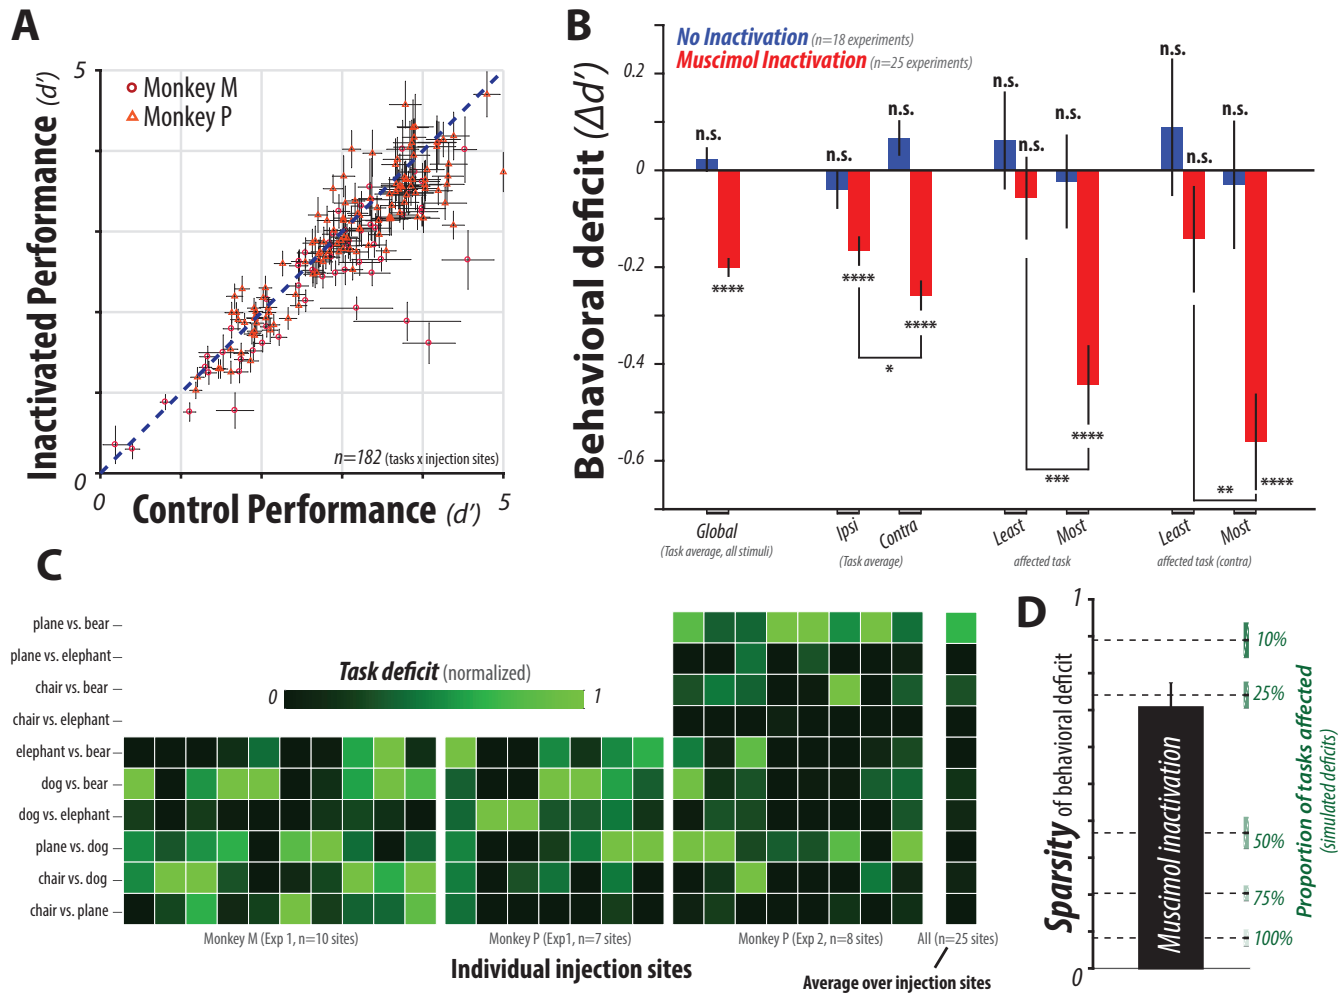 A
Inactivated Performance (d')
5
0
Monkey M
Monkey P
n=182 (tasks x injection sites)
0
5
Control Performance (d')
B
Behavioral deficit (Δd')
No Inactivation (n=18 experiments)
Muscimol Inactivation (n=25 experiments)
0.2
0
-0.2
-0.4
-0.6
n.s.
****
n.s.
****
n.s.
****
*
n.s.
n.s.
n.s.
****
***
n.s.
n.s.
n.s.
****
**
Global
(Task average, all stimuli)
Ipsi
Contra
(Task average)
Least
Most
affected task
Least
Most
affected task (contra)
C
Task deficit (normalized)
0
1
plane vs. bear
plane vs. elephant
chair vs. bear
chair vs. elephant
elephant vs. bear
dog vs. bear
dog vs. elephant
plane vs. dog
chair vs. dog
chair vs. plane
Monkey M (Exp 1, n=10 sites)
Monkey P (Exp1, n=7 sites)
Monkey P (Exp 2, n=8 sites)
All (n=25 sites)
Individual injection sites
Average over injection sites
D
Sparsity of behavioral deficit
1
0
Muscimol inactivation
10%
25%
50%
75%
100%
Proportion of tasks affected
(simulated deficits)